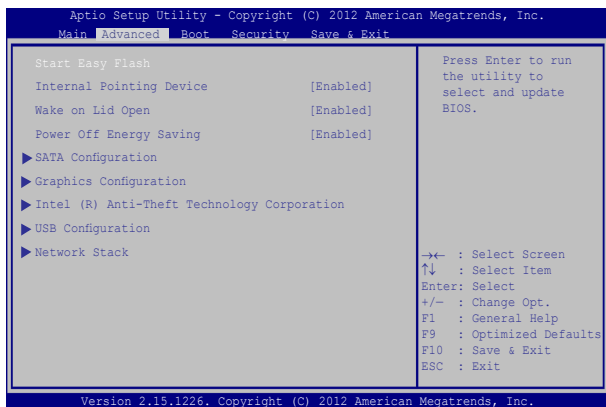 Aptio Setup Utility - Copyright (C) 2012 American Megatrends, Inc.
Main Advanced Boot Security Save & Exit
Start Easy Flash
Internal Pointing Device [Enabled]
Wake on Lid Open [Enabled]
Power Off Energy Saving [Enabled]
SATA Configuration
Graphics Configuration
Intel (R) Anti-Theft Technology Corporation
USB Configuration
Network Stack
Press Enter to run
the utility to
select and update
BIOS.
→← : Select Screen
↑↓ : Select Item
Enter: Select
+/— : Change Opt.
F1 : General Help
F9 : Optimized Defaults
F10 : Save & Exit
ESC : Exit
Version 2.15.1226. Copyright (C) 2012 American Megatrends, Inc.